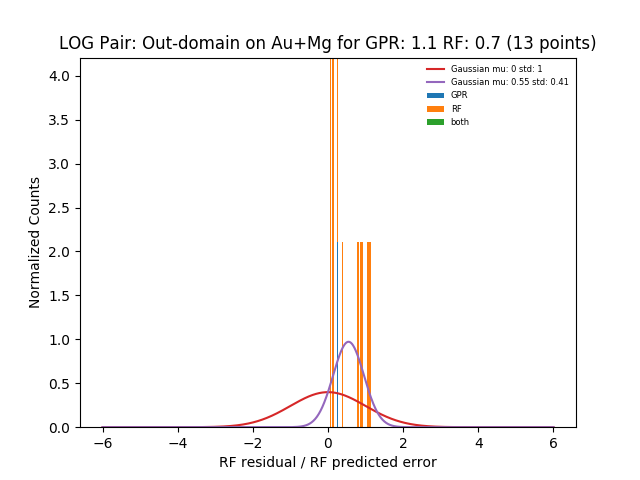 LOG Pair: Out-domain on Au+Mg for GPR: 1.1 RF: 0.7 (13 points)
Gaussian mu: 0 std: 1
Gaussian mu: 0.55 std: 0.41
GPR
RF
both
Normalized Counts
4.0
3.5
3.0
2.5
2.0
1.5
1.0
0.5
0.0
−6 −4 −2 0 2 4 6
RF residual / RF predicted error